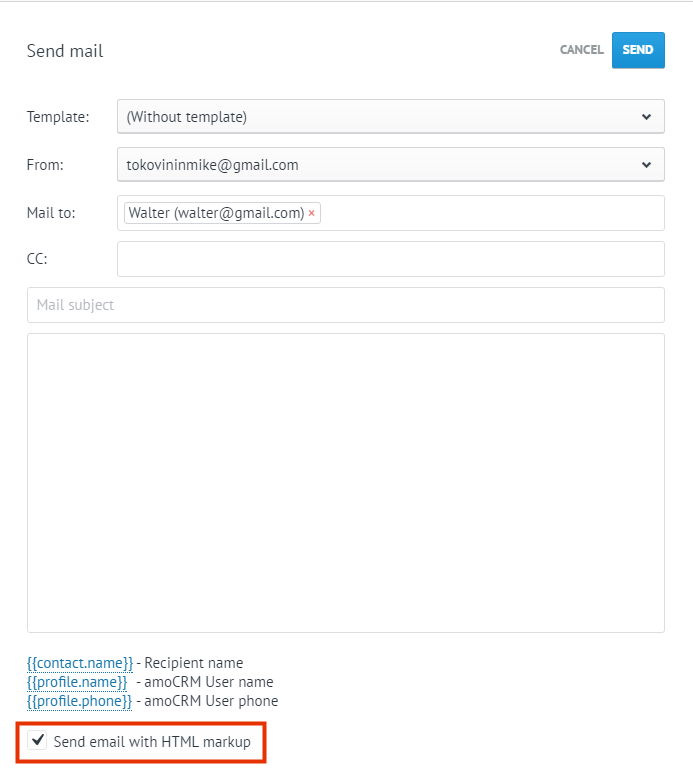 Send mail CANCEL SEND
Template: (Without template)
From: tokovininmike@gmail.com
Mail to: Walter (walter@gmail.com) ×
CC:
Mail subject
{{contact.name}} - Recipient name
{{profile.name}} - amoCRM User name
{{profile.phone}} - amoCRM User phone
Send email with HTML markup